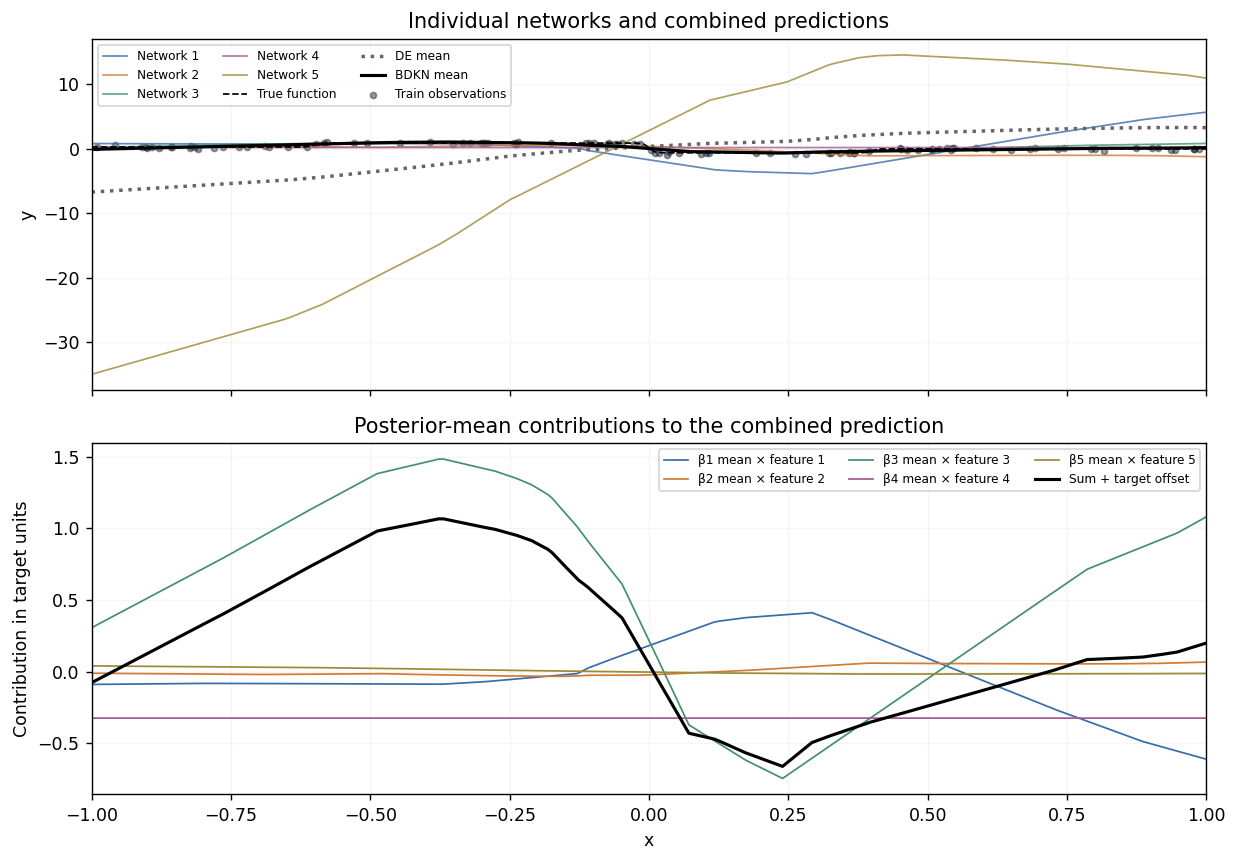 Individual networks and combined predictions
Network 1
Network 2
Network 3
Network 4
Network 5
True function
DE mean
BDKN mean
Train observations
10
0
−10
−20
−30
y
Posterior-mean contributions to the combined prediction
β1 mean × feature 1
β2 mean × feature 2
β3 mean × feature 3
β4 mean × feature 4
β5 mean × feature 5
Sum + target offset
1.5
1.0
0.5
0.0
−0.5
Contribution in target units
−1.00 −0.75 −0.50 −0.25 0.00 0.25 0.50 0.75 1.00
x